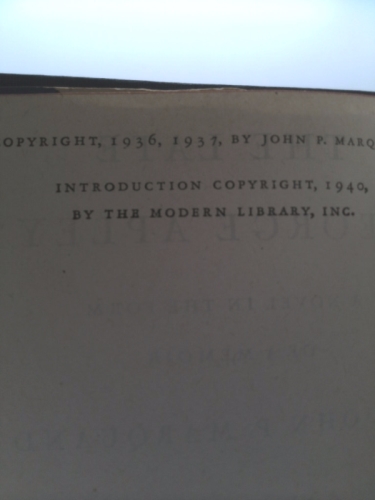 OPYRIGHT, 1936, 1937, BY JOHN P. MARQ
INTRODUCTION COPYRIGHT, 1940,
BY THE MODERN LIBRARY, INC.